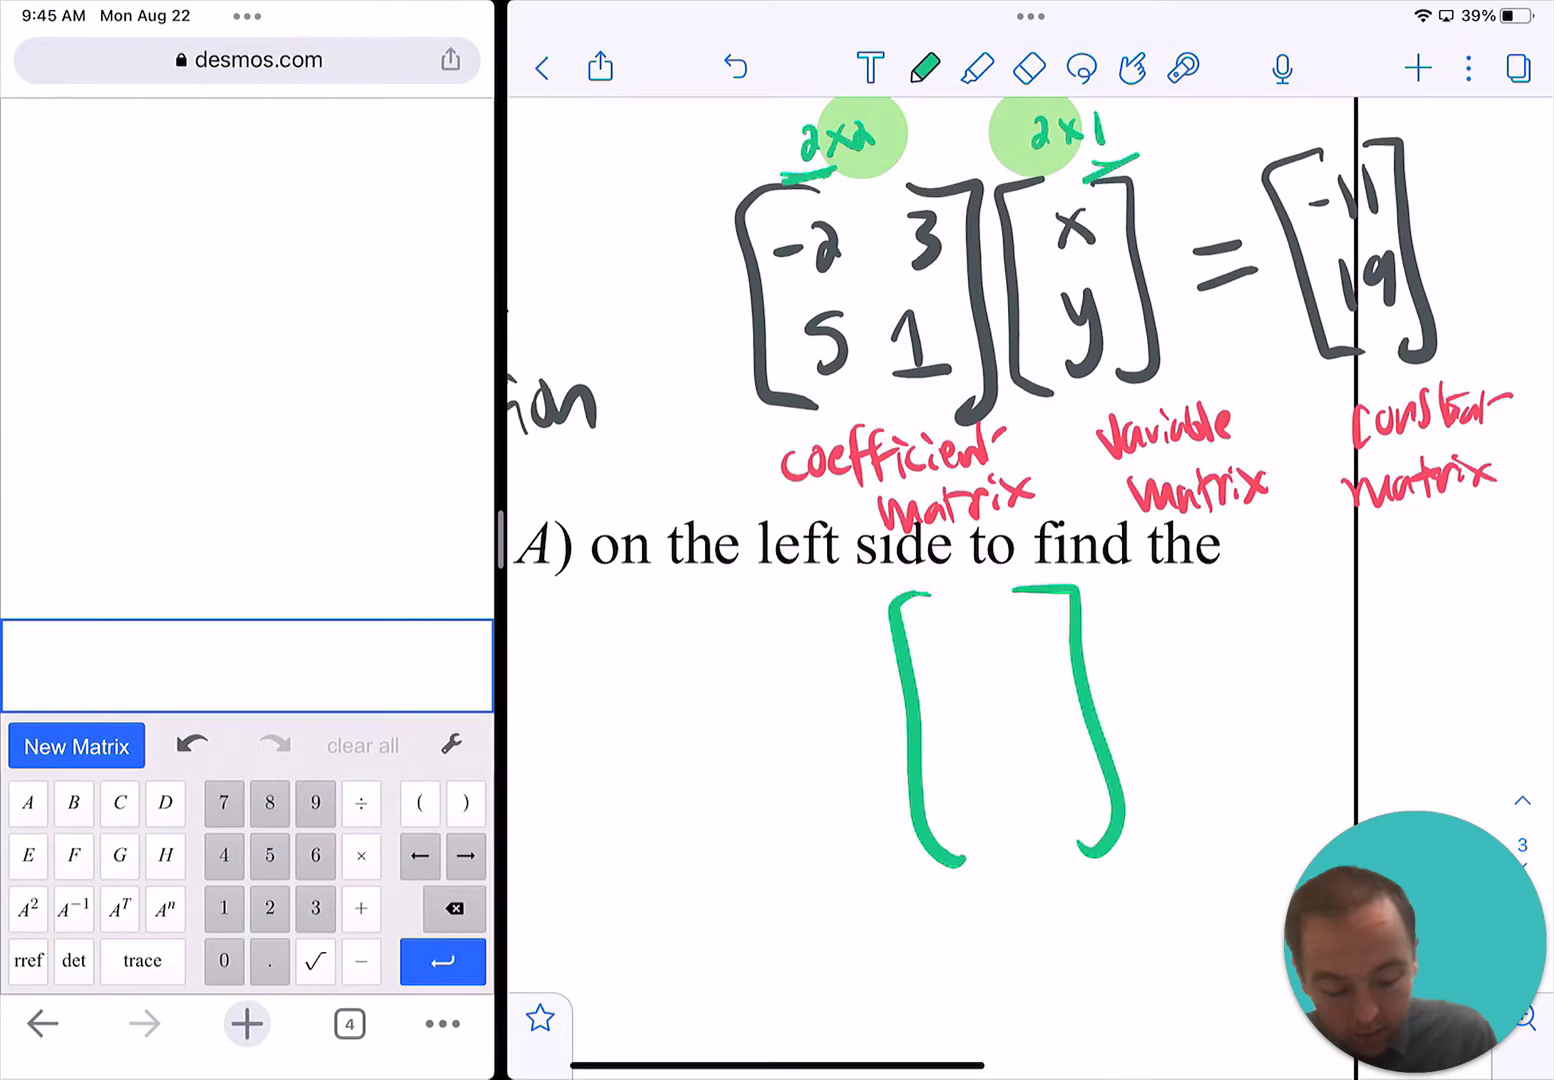 9:45 AM Mon Aug 22
39%
desmos.com
2x2 2x1
-2 3 x = -11
5 1 y 19
ion
coefficient variable constant
matrix matrix matrix
A) on the left side to find the
New Matrix clear all
A B C D 7 8 9 ÷ ( )
E F G H 4 5 6 × ← →
A² A⁻¹ Aᵀ Aⁿ 1 2 3 +
rref det trace 0 . √ −
3
4